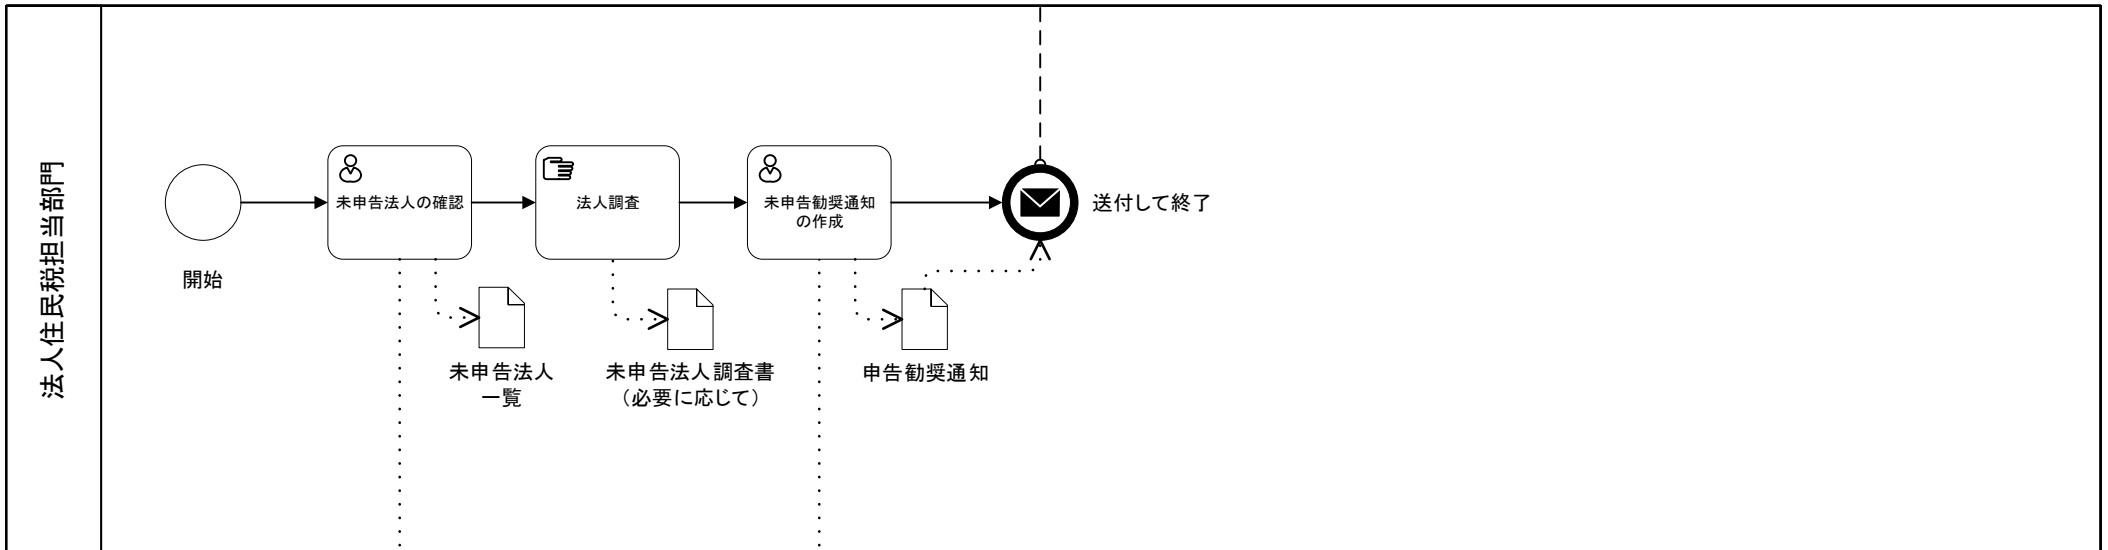 法人住民税担当部門
開始
未申告法人の確認
法人調査
未申告勧奨通知
の作成
送付して終了
未申告法人
一覧
未申告法人調査書
（必要に応じて）
申告勧奨通知